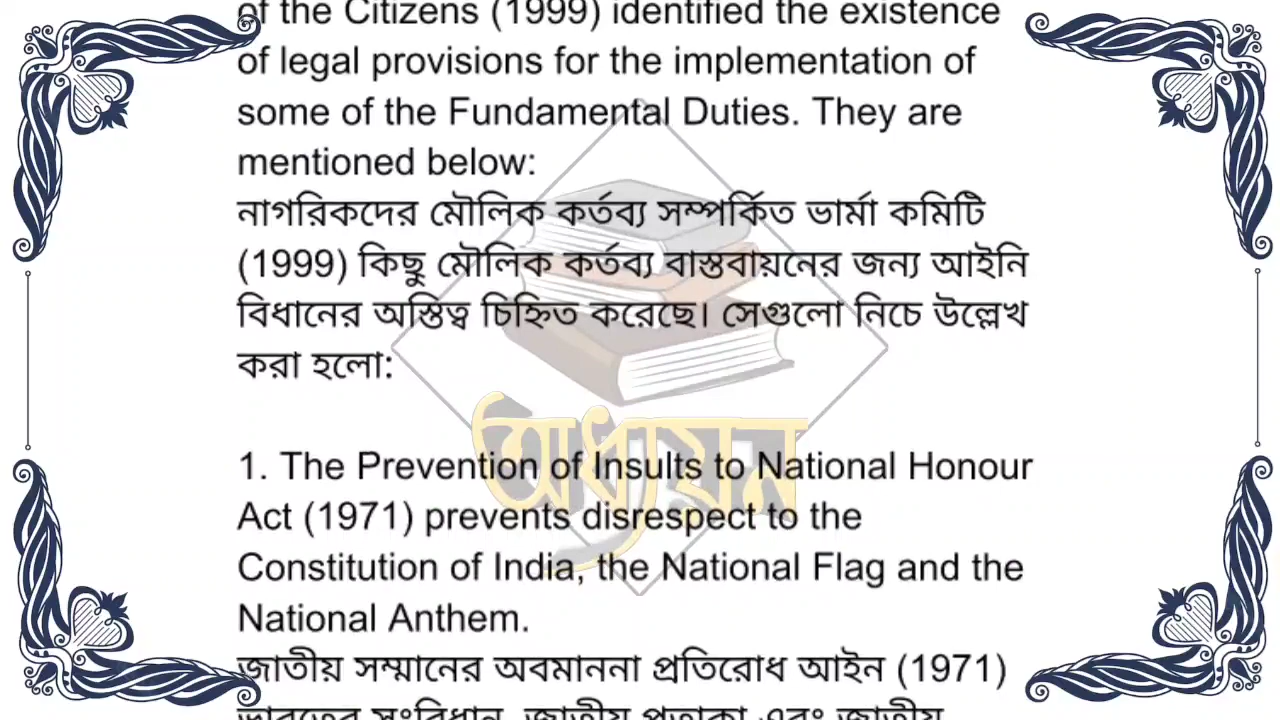 of the Citizens (1999) identified the existence
of legal provisions for the implementation of
some of the Fundamental Duties. They are
mentioned below:
নাগরিকদের মৌলিক কর্তব্য সম্পর্কিত ভার্মা কমিটি
(1999) কিছু মৌলিক কর্তব্য বাস্তবায়নের জন্য আইনি
বিধানের অস্তিত্ব চিহ্নিত করেছে। সেগুলো নিচে উল্লেখ
করা হলো:
অধ্যয়ন
1. The Prevention of Insults to National Honour
Act (1971) prevents disrespect to the
Constitution of India, the National Flag and the
National Anthem.
জাতীয় সম্মানের অবমাননা প্রতিরোধ আইন (1971)
ভারতের সংবিধান, জাতীয় পতাকা এবং জাতীয়